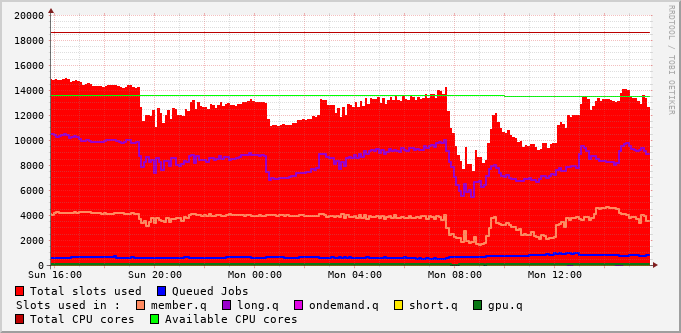 RRDTOOL / TOBI OETIKER
20000
18000
16000
14000
12000
10000
8000
6000
4000
2000
0
Sun 16:00 Sun 20:00 Mon 00:00 Mon 04:00 Mon 08:00 Mon 12:00
Total slots used Queued Jobs
Slots used in : member.q long.q ondemand.q short.q gpu.q
Total CPU cores Available CPU cores